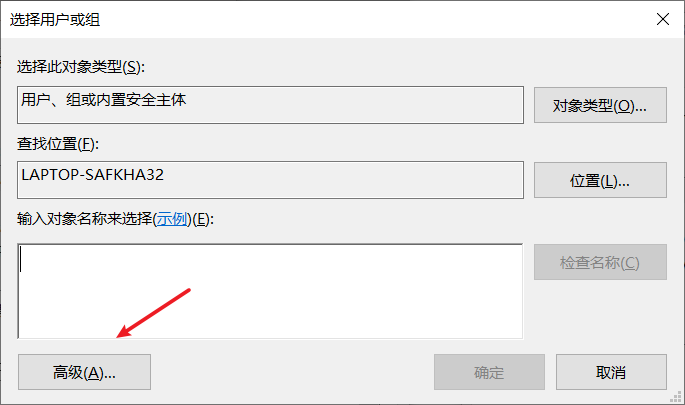 选择用户或组
选择此对象类型(S):
用户、组或内置安全主体
对象类型(O)...
查找位置(F):
LAPTOP-SAFKHA32
位置(L)...
输入对象名称来选择(示例)(E):
检查名称(C)
高级(A)...
确定
取消